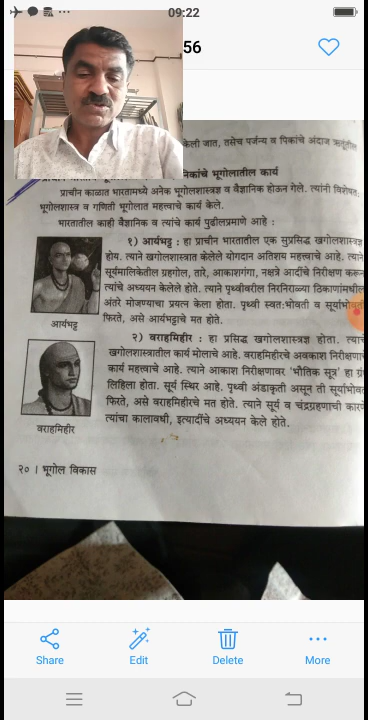 09:22
56
केली जात, तसेच पर्जन्य व पिकांचे अंदाज
निकांचे भूगोलातील कार्य
प्राचीन काळात भारतामध्ये अनेक भूगोलशास्त्रज्ञ व वैज्ञानिक होऊन गेले. त्यांनी विशेषत:
भूगोलशास्त्र व गणिती भूगोलात महत्त्वाचे कार्य केले.
भारतातील काही वैज्ञानिक व त्यांचे कार्य पुढीलप्रमाणे आहे :
१) आर्यभट्ट : हा प्राचीन भारतातील एक सुप्रसिद्ध खगोलशास्त्रज्ञ
होय. त्याने खगोलशास्त्रात केलेले योगदान अतिशय महत्त्वाचे आहे. त्याने
सूर्यमालिकेतील ग्रहगोल, तारे, आकाशगंगा, नक्षत्रे आदींचे निरीक्षण करून
त्यांचे अध्ययन केलेले होते. त्याने पृथ्वीवरील निरनिराळ्या ठिकाणांमधील
अंतरे मोजण्याचा प्रयत्न केला होता. पृथ्वी स्वत:भोवती व सूर्याभोवती
फिरते, असे आर्यभट्टाचे मत होते.
आर्यभट्ट
२) वराहमिहीर : हा प्रसिद्ध खगोलशास्त्रज्ञ होता. त्याचे
खगोलशास्त्रातील कार्य मोलाचे आहे. वराहमिहीरचे अवकाश निरीक्षणाचे
कार्य महत्त्वाचे आहे. त्याने आकाश निरीक्षणावर 'भौतिक सूत्र' हा ग्रं
लिहिला होता. सूर्य स्थिर आहे. पृथ्वी अंडाकृती असून ती सूर्याभोव
फिरते, असे वराहमिहीरचे मत होते. त्याने सूर्य व चंद्रग्रहणाची कारण
त्यांचा कालावधी, इत्यादींचे अध्ययन केले होते.
वराहमिहीर
२० । भूगोल विकास
Share Edit Delete More